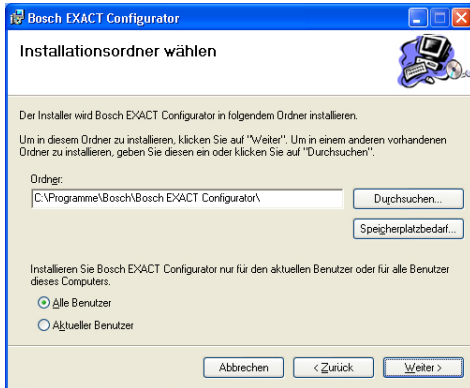 Bosch EXACT Configurator
Installationsordner wählen
Der Installer wird Bosch EXACT Configurator in folgendem Ordner installieren.
Um in diesem Ordner zu installieren, klicken Sie auf "Weiter". Um in einem anderen vorhandenen
Ordner zu installieren, geben Sie diesen ein oder klicken Sie auf "Durchsuchen".
Ordner:
C:\Programme\Bosch\Bosch EXACT Configurator\
Durchsuchen...
Speicherplatzbedarf...
Installieren Sie Bosch EXACT Configurator nur für den aktuellen Benutzer oder für alle Benutzer
dieses Computers.
Alle Benutzer
Aktueller Benutzer
Abbrechen
< Zurück
Weiter >